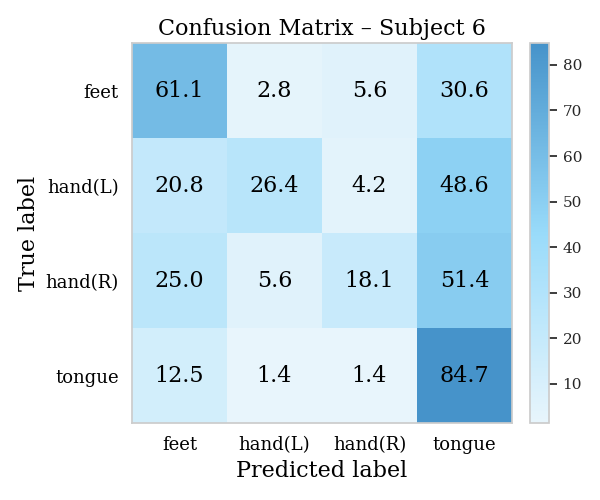 Confusion Matrix – Subject 6
feet 61.1 2.8 5.6 30.6
hand(L) 20.8 26.4 4.2 48.6
hand(R) 25.0 5.6 18.1 51.4
tongue 12.5 1.4 1.4 84.7
feet hand(L) hand(R) tongue
Predicted label
True label
80
70
60
50
40
30
20
10